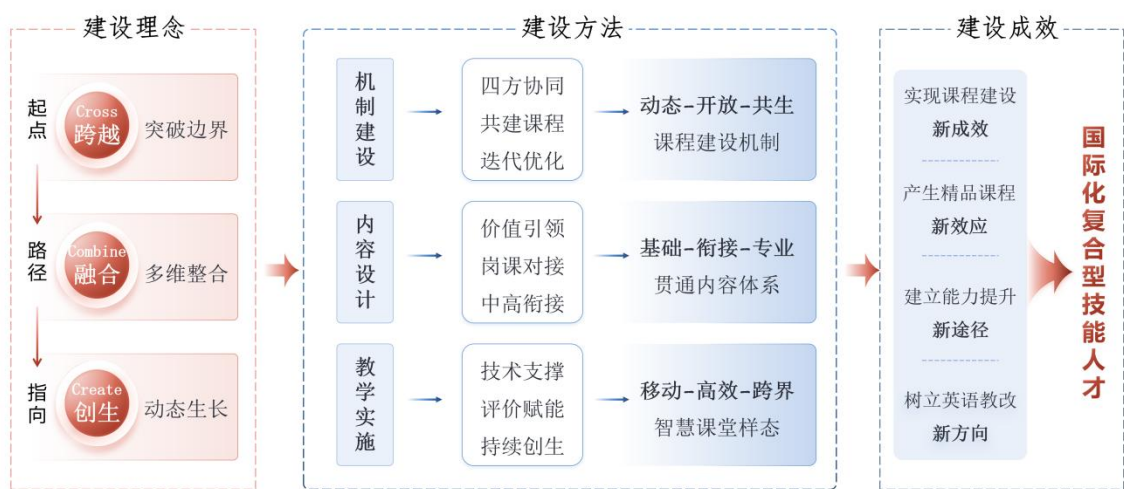 建设理念
起点
Cross
跨越
突破边界
路径
Combine
融合
多维整合
指向
Create
创生
动态生长
建设方法
机制建设
四方协同
共建课程
迭代优化
动态-开放-共生
课程建设机制
内容设计
价值引领
岗课对接
中高衔接
基础-衔接-专业
贯通内容体系
教学实施
技术支撑
评价赋能
持续创生
移动-高效-跨界
智慧课堂样态
建设成效
实现课程建设
新成效
产生精品课程
新效应
建立能力提升
新途径
树立英语教改
新方向
国际化复合型技能人才